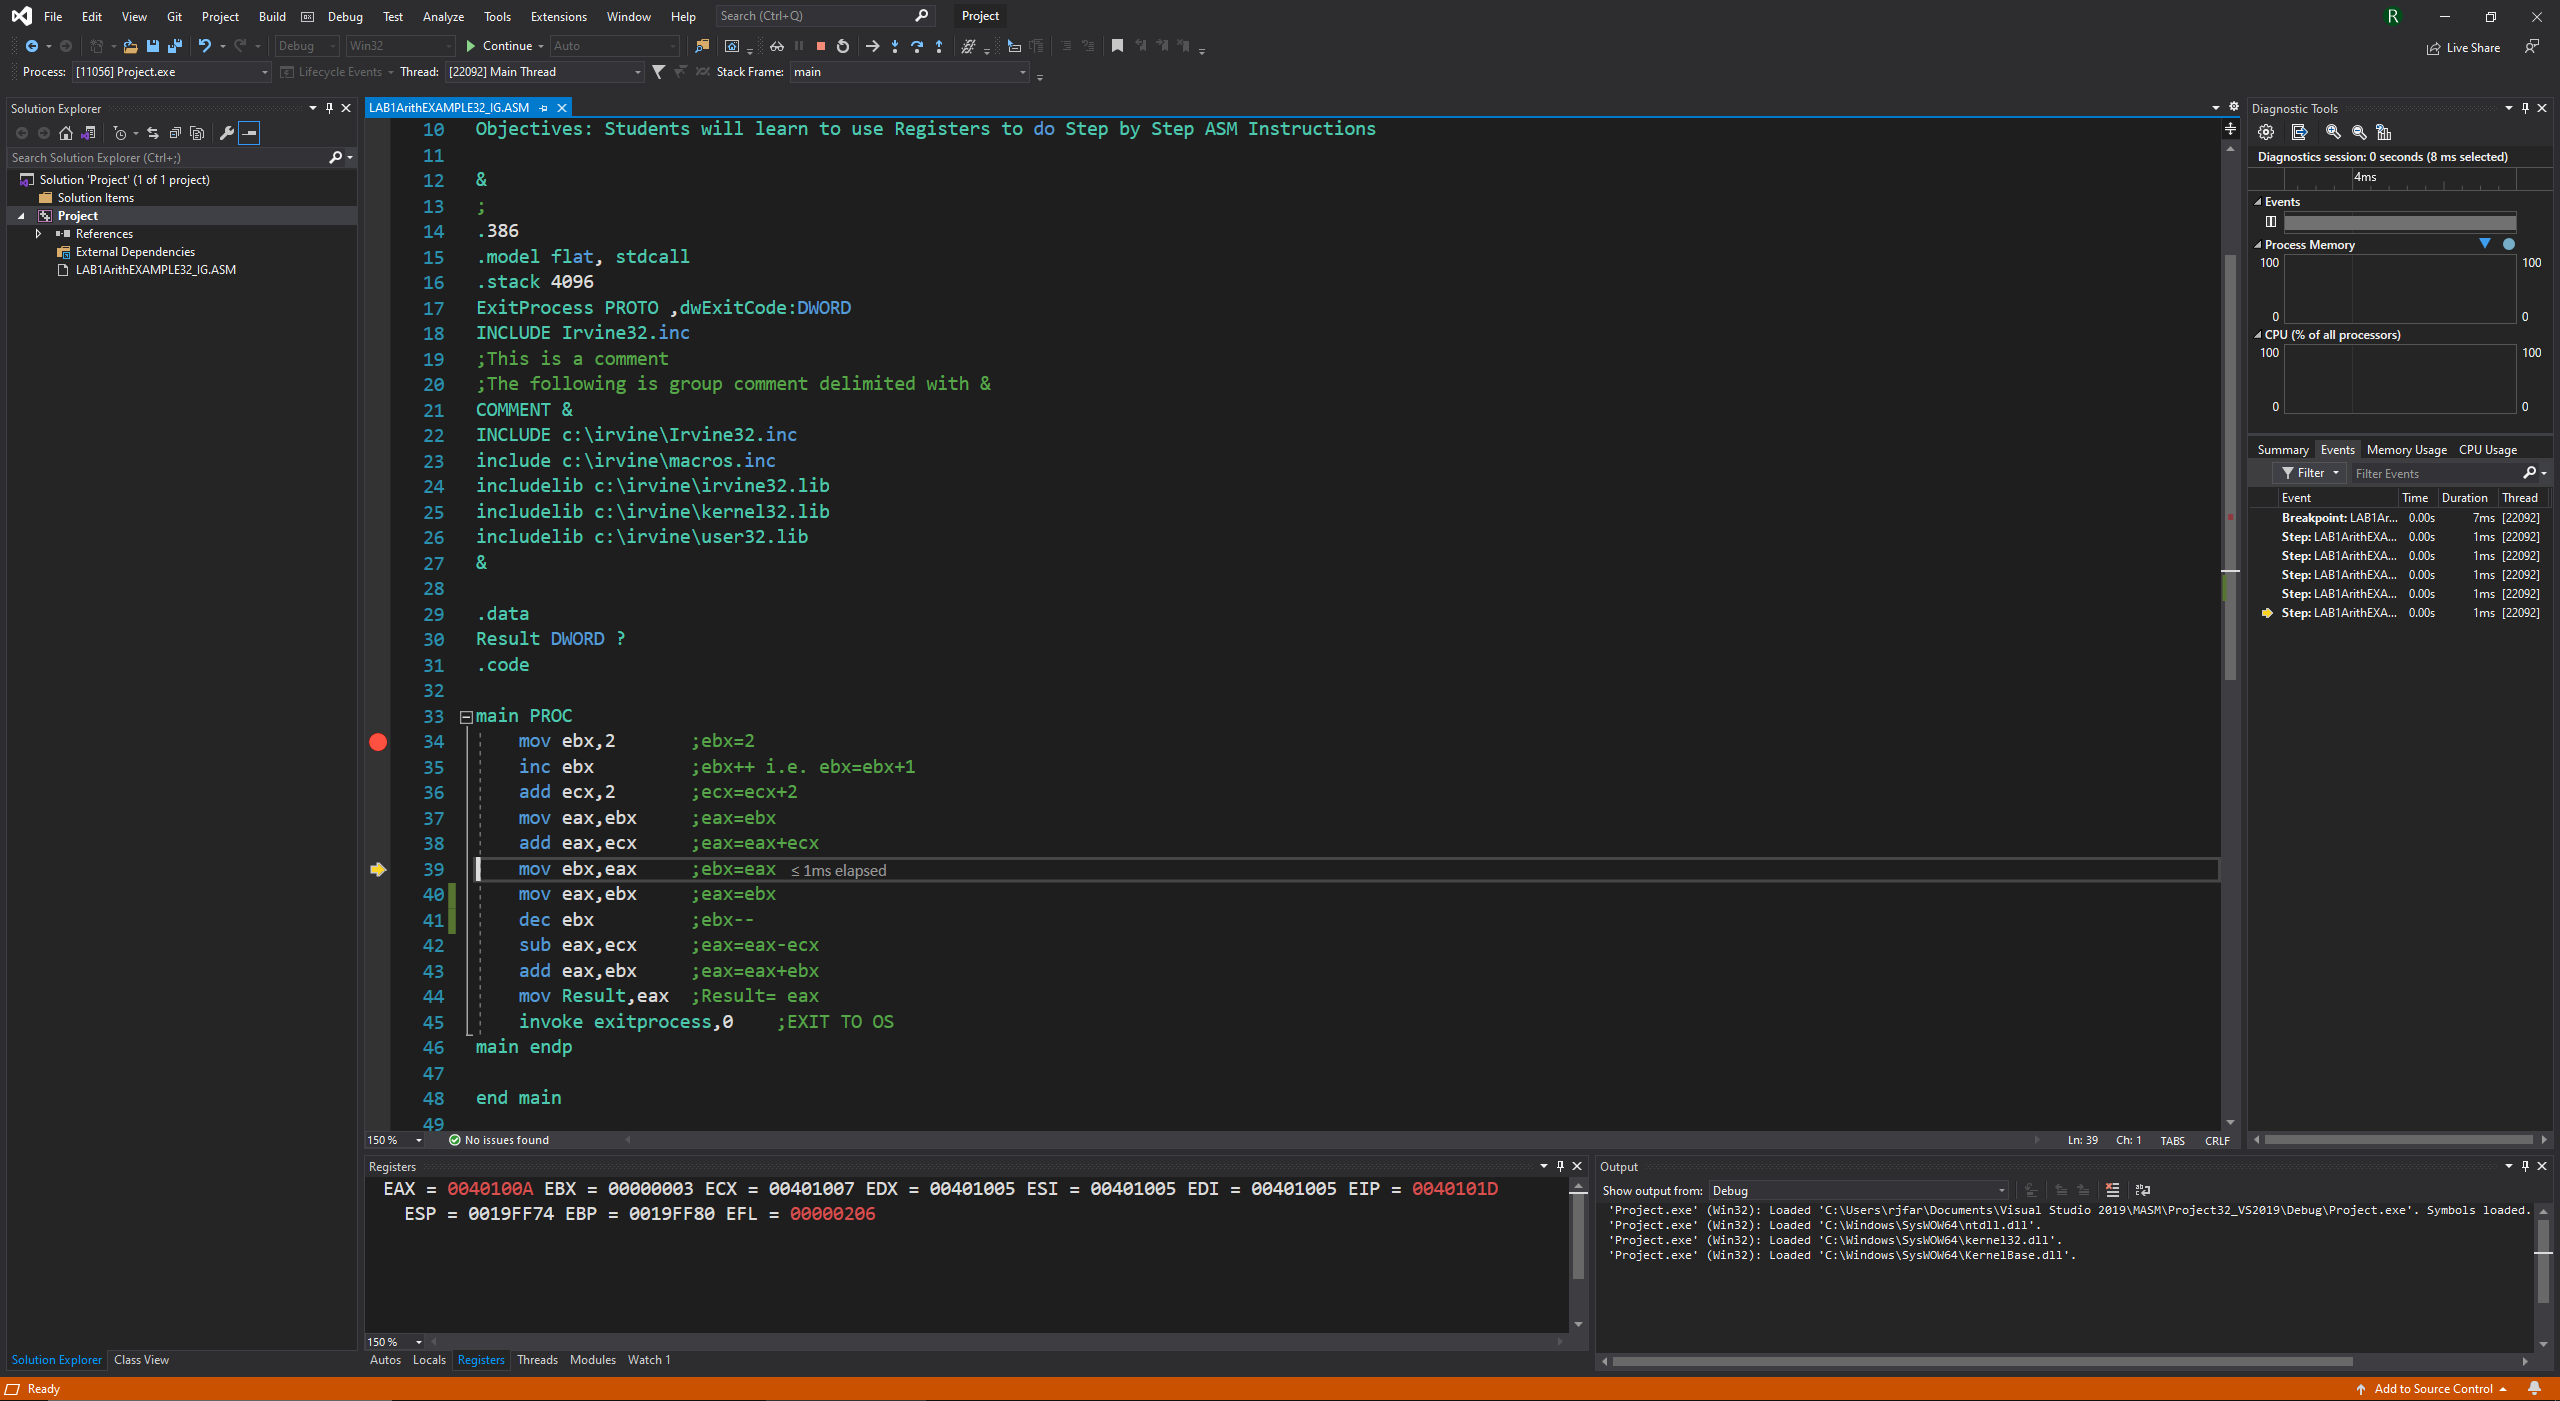 File Edit View Git Project Build Debug Test Analyze Tools Extensions Window Help Search (Ctrl+Q) Project R
Debug Win32 Continue Auto Live Share
Process: [11056] Project.exe Lifecycle Events Thread: [22092] Main Thread Stack Frame: main
Solution Explorer
Search Solution Explorer (Ctrl+;)
Solution 'Project' (1 of 1 project)
Solution Items
Project
References
External Dependencies
LAB1ArithEXAMPLE32_IG.ASM
LAB1ArithEXAMPLE32_IG.ASM
10 Objectives: Students will learn to use Registers to do Step by Step ASM Instructions
11
12 &
13 ;
14 .386
15 .model flat, stdcall
16 .stack 4096
17 ExitProcess PROTO ,dwExitCode:DWORD
18 INCLUDE Irvine32.inc
19 ;This is a comment
20 ;The following is group comment delimited with &
21 COMMENT &
22 INCLUDE c:\irvine\Irvine32.inc
23 include c:\irvine\macros.inc
24 includelib c:\irvine\irvine32.lib
25 includelib c:\irvine\kernel32.lib
26 includelib c:\irvine\user32.lib
27 &
28
29 .data
30 Result DWORD ?
31 .code
32
33 main PROC
34 mov ebx,2 ;ebx=2
35 inc ebx ;ebx++ i.e. ebx=ebx+1
36 add ecx,2 ;ecx=ecx+2
37 mov eax,ebx ;eax=ebx
38 add eax,ecx ;eax=eax+ecx
39 mov ebx,eax ;ebx=eax ≤ 1ms elapsed
40 mov eax,ebx ;eax=ebx
41 dec ebx ;ebx--
42 sub eax,ecx ;eax=eax-ecx
43 add eax,ebx ;eax=eax+ebx
44 mov Result,eax ;Result= eax
45 invoke exitprocess,0 ;EXIT TO OS
46 main endp
47
48 end main
49
150 % No issues found Ln: 39 Ch: 1 TABS CRLF
Diagnostic Tools
Diagnostics session: 0 seconds (8 ms selected)
4ms
Events
Process Memory
100 100
0 0
CPU (% of all processors)
100 100
0 0
Summary Events Memory Usage CPU Usage
Filter Filter Events
Event Time Duration Thread
Breakpoint: LAB1Ar... 0.00s 7ms [22092]
Step: LAB1ArithEXA... 0.00s 1ms [22092]
Step: LAB1ArithEXA... 0.00s 1ms [22092]
Step: LAB1ArithEXA... 0.00s 1ms [22092]
Step: LAB1ArithEXA... 0.00s 1ms [22092]
Step: LAB1ArithEXA... 0.00s 1ms [22092]
Registers
EAX = 0040100A EBX = 00000003 ECX = 00401007 EDX = 00401005 ESI = 00401005 EDI = 00401005 EIP = 0040101D
ESP = 0019FF74 EBP = 0019FF80 EFL = 00000206
150 %
Autos Locals Registers Threads Modules Watch 1
Output
Show output from: Debug
'Project.exe' (Win32): Loaded 'C:\Users\rjfar\Documents\Visual Studio 2019\MASM\Project32_VS2019\Debug\Project.exe'. Symbols loaded.
'Project.exe' (Win32): Loaded 'C:\Windows\SysWOW64\ntdll.dll'.
'Project.exe' (Win32): Loaded 'C:\Windows\SysWOW64\kernel32.dll'.
'Project.exe' (Win32): Loaded 'C:\Windows\SysWOW64\KernelBase.dll'.
Solution Explorer Class View
Ready Add to Source Control